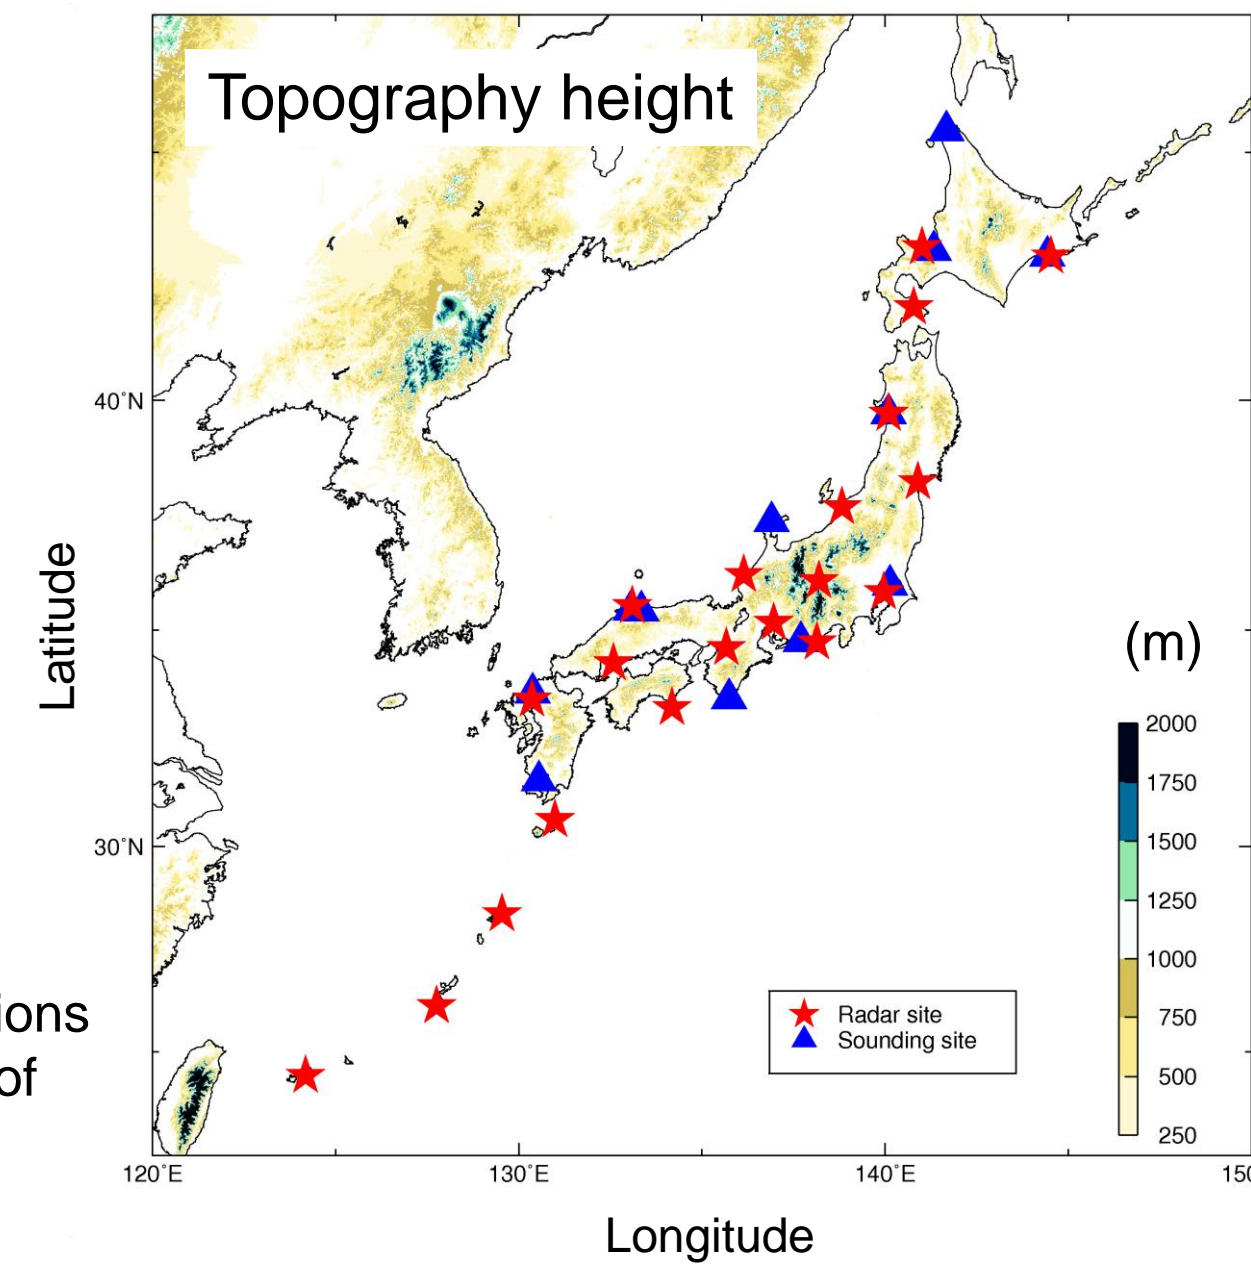 Topography height
40°N
30°N
Latitude
(m)
2000
1750
1500
1250
1000
750
500
250
Radar site
Sounding site
ions
of
120°E
130°E
140°E
150
Longitude